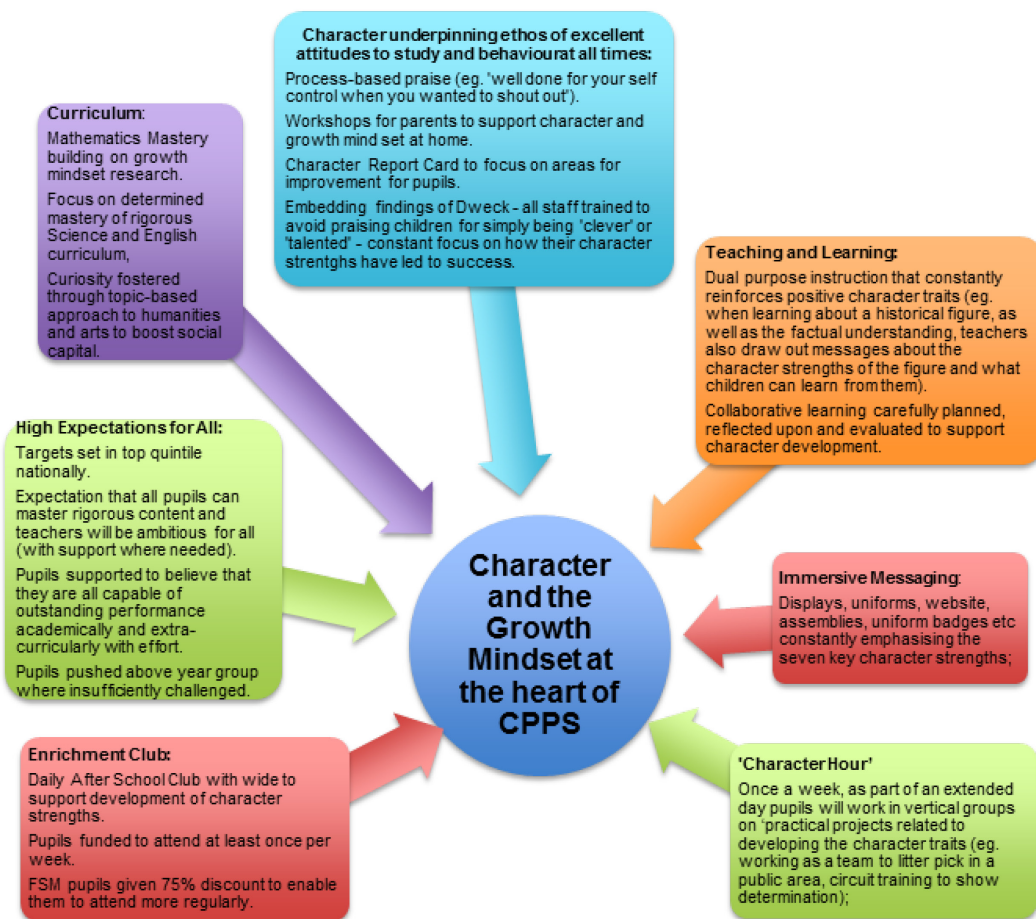 Character underpinning ethos of excellent
attitudes to study and behaviourat all times:
Process-based praise (eg. 'well done for your self
control when you wanted to shout out').
Workshops for parents to support character and
growth mind set at home.
Character Report Card to focus on areas for
improvement for pupils.
Embedding findings of Dweck - all staff trained to
avoid praising children for simply being 'clever' or
'talented' - constant focus on how their character
strentghs have led to success.
Curriculum:
Mathematics Mastery
building on growth
mindset research.
Focus on determined
mastery of rigorous
Science and English
curriculum,
Curiosity fostered
through topic-based
approach to humanities
and arts to boost social
capital.
Teaching and Learning:
Dual purpose instruction that constantly
reinforces positive character traits (eg.
when learning about a historical figure, as
well as the factual understanding, teachers
also draw out messages about the
character strengths of the figure and what
children can learn from them).
Collaborative learning carefully planned,
reflected upon and evaluated to support
character development.
High Expectations for All:
Targets set in top quintile
nationally.
Expectation that all pupils can
master rigorous content and
teachers will be ambitious for all
(with support where needed).
Pupils supported to believe that
they are all capable of
outstanding performance
academically and extra-
curricularly with effort.
Pupils pushed above year group
where insufficiently challenged.
Character
and the
Growth
Mindset at
the heart of
CPPS
Immersive Messaging:
Displays, uniforms, website,
assemblies, uniform badges etc
constantly emphasising the
seven key character strengths;
Enrichment Club:
Daily After School Club with wide to
support development of character
strengths.
Pupils funded to attend at least once per
week.
FSM pupils given 75% discount to enable
them to attend more regularly.
'Character Hour'
Once a week, as part of an extended
day pupils will work in vertical groups
on 'practical projects related to
developing the character traits (eg.
working as a team to litter pick in a
public area, circuit training to show
determination);